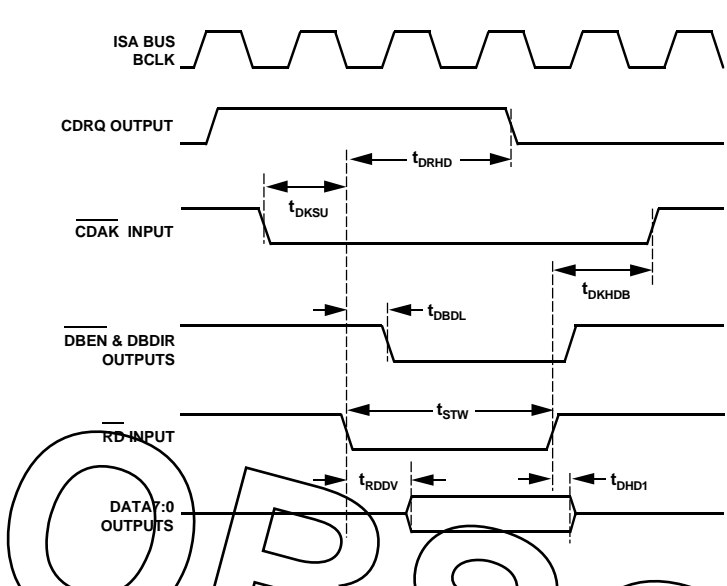 ISA BUS
BCLK
CDRQ OUTPUT
tDRHD
tDKSU
CDAK INPUT
tDKHDB
tDBDL
DBEN & DBDIR
OUTPUTS
tSTW
RD INPUT
tRDDV
tDHD1
DATA7:0
OUTPUTS